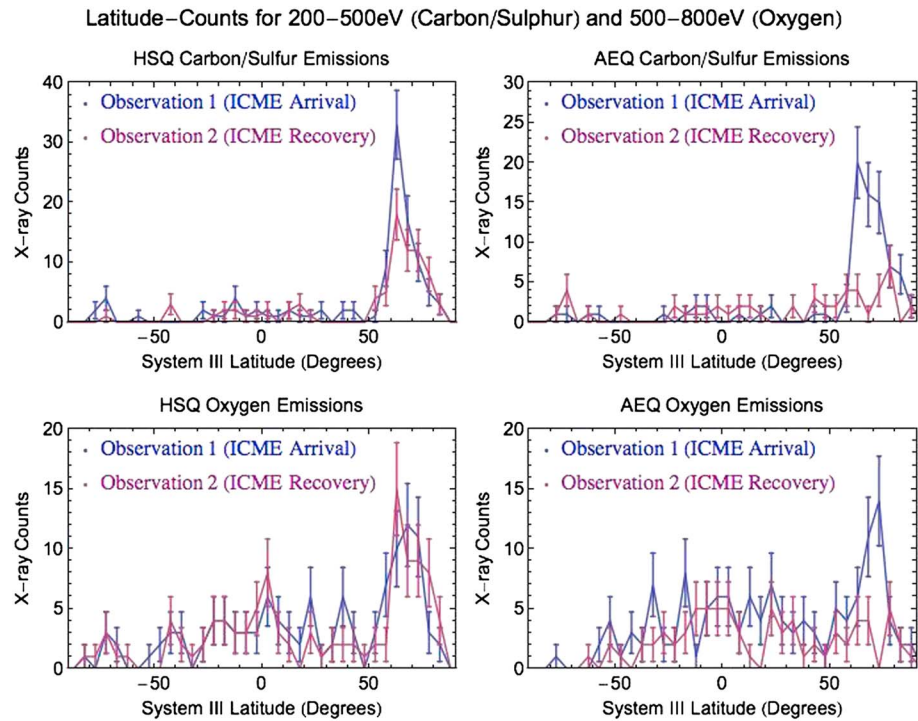 Latitude−Counts for 200−500eV (Carbon/Sulphur) and 500−800eV (Oxygen)
HSQ Carbon/Sulfur Emissions
40
30
20
10
0
X−ray Counts
Observation 1 (ICME Arrival)
Observation 2 (ICME Recovery)
−50 0 50
System III Latitude (Degrees)
AEQ Carbon/Sulfur Emissions
30
25
20
15
10
5
0
X−ray Counts
Observation 1 (ICME Arrival)
Observation 2 (ICME Recovery)
−50 0 50
System III Latitude (Degrees)
HSQ Oxygen Emissions
20
15
10
5
0
X−ray Counts
Observation 1 (ICME Arrival)
Observation 2 (ICME Recovery)
−50 0 50
System III Latitude (Degrees)
AEQ Oxygen Emissions
20
15
10
5
0
X−ray Counts
Observation 1 (ICME Arrival)
Observation 2 (ICME Recovery)
−50 0 50
System III Latitude (Degrees)